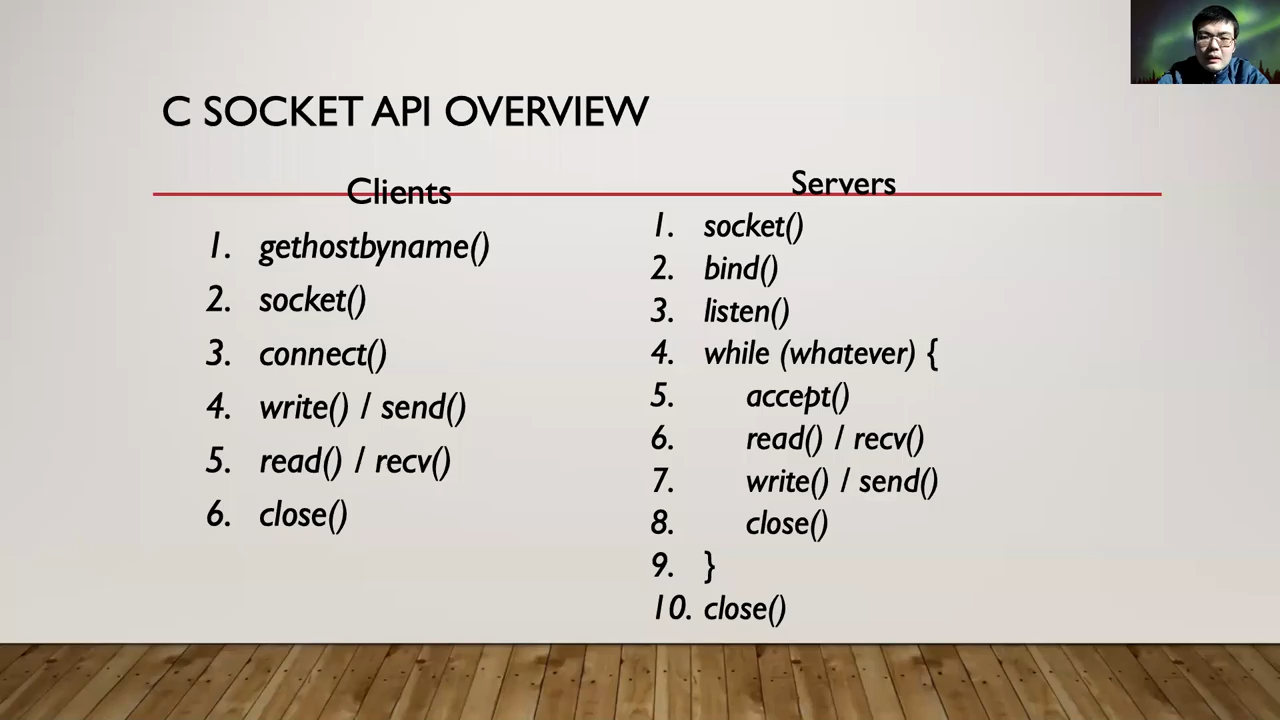 C SOCKET API OVERVIEW
Clients
1. gethostbyname()
2. socket()
3. connect()
4. write() / send()
5. read() / recv()
6. close()
Servers
1. socket()
2. bind()
3. listen()
4. while (whatever) {
5. accept()
6. read() / recv()
7. write() / send()
8. close()
9. }
10. close()